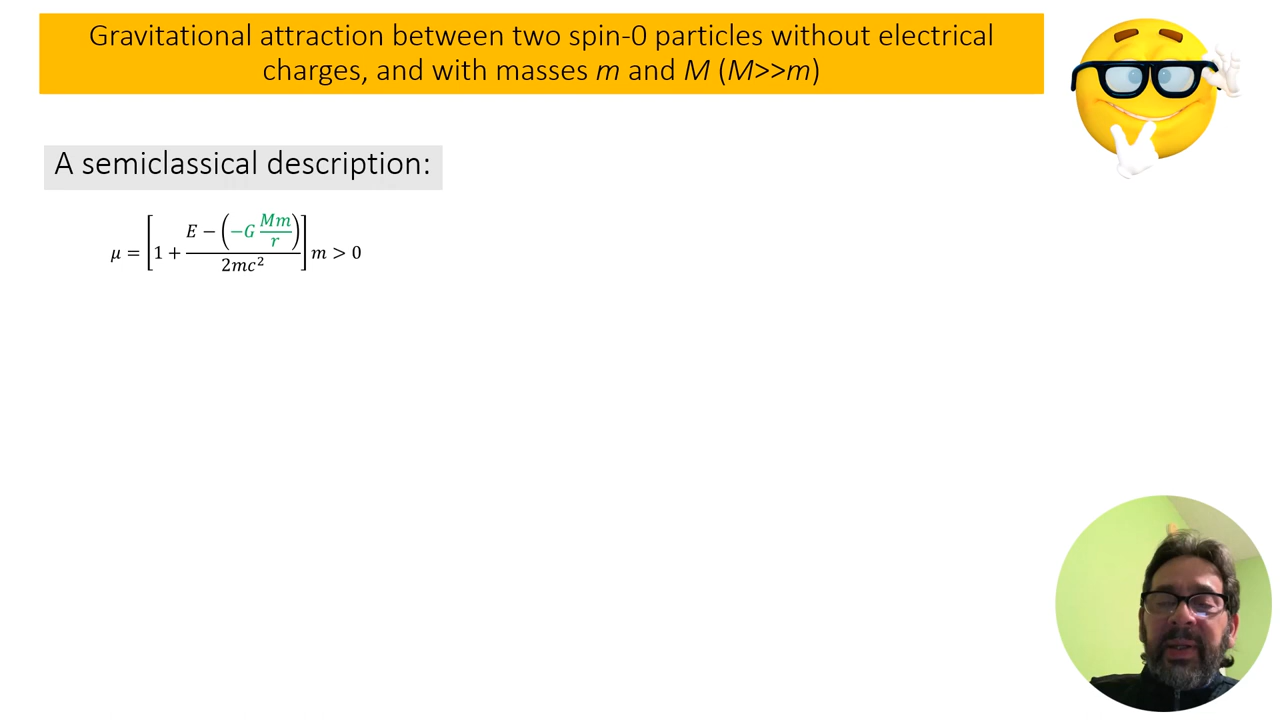 Gravitational attraction between two spin-0 particles without electrical
charges, and with masses m and M (M>>m)
A semiclassical description:
μ = [1 + (E − (−G Mm/r))/(2mc²)] m > 0